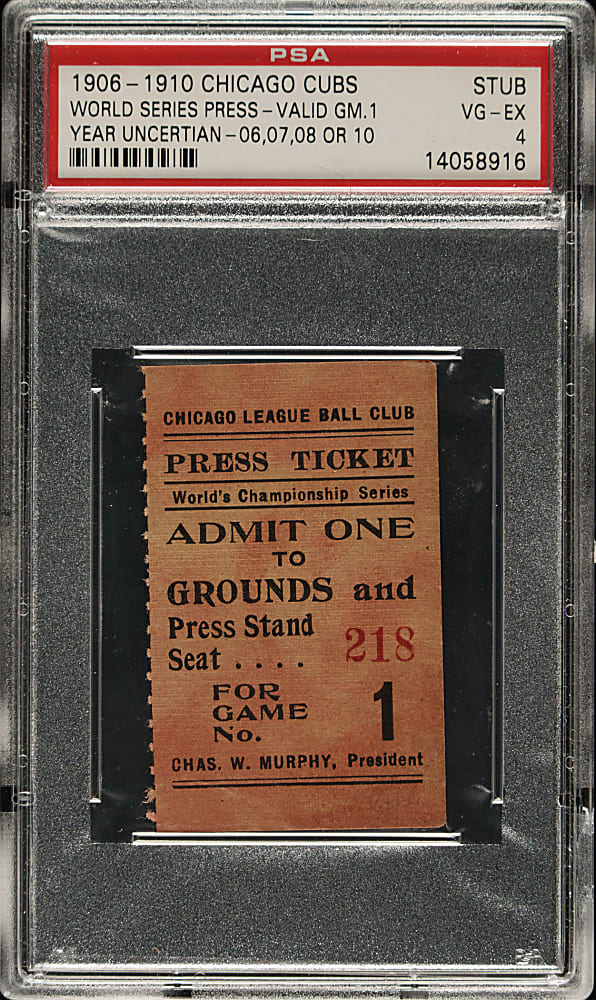 PSA
1906-1910 CHICAGO CUBS STUB
WORLD SERIES PRESS-VALID GM.1 VG-EX
YEAR UNCERTIAN-06,07,08 OR 10 4
14058916
CHICAGO LEAGUE BALL CLUB
PRESS TICKET
World's Championship Series
ADMIT ONE
TO
GROUNDS and
Press Stand
Seat . . . . 218
FOR
GAME
No. 1
CHAS. W. MURPHY, President